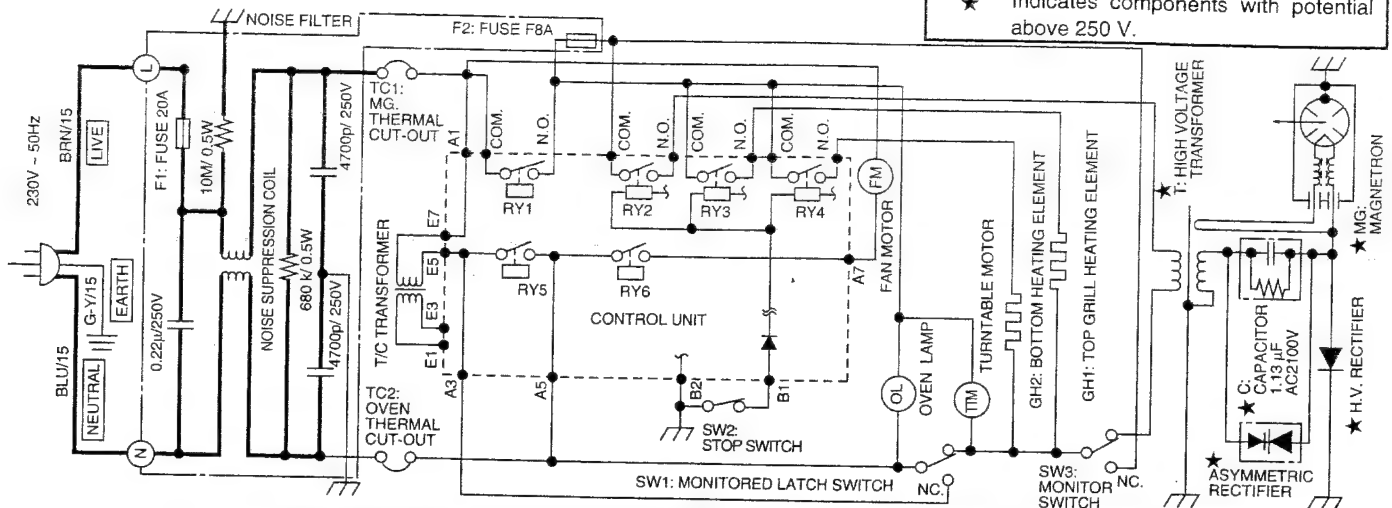 ★ Indicates components with potential
above 250 V.
NOISE FILTER
F2: FUSE F8A
230V ~ 50Hz
BRN/15
LIVE
L
F1: FUSE 20A
10M/ 0.5W
NOISE SUPPRESSION COIL
680 k/ 0.5W
4700p/ 250V
4700p/ 250V
G-Y/15
EARTH
BLU/15
NEUTRAL
N
0.22μ/250V
TC1:
MG.
THERMAL
CUT-OUT
TC2:
OVEN
THERMAL
CUT-OUT
T/C TRANSFORMER
A1
COM.
N.O.
COM.
N.O.
COM.
N.O.
COM.
N.O.
RY1
RY2
RY3
RY4
E7
E5
E3
E1
RY5
RY6
CONTROL UNIT
A3
A5
A7
B2
B1
SW2:
STOP SWITCH
FM
FAN MOTOR
OL
OVEN LAMP
TTM
TURNTABLE MOTOR
GH2: BOTTOM HEATING ELEMENT
GH1: TOP GRILL HEATING ELEMENT
SW1: MONITORED LATCH SWITCH
NC.
SW3:
MONITOR
SWITCH
NC.
★ T: HIGH VOLTAGE
TRANSFORMER
★ C:
CAPACITOR
1.13 μF
AC2100V
★ ASYMMETRIC
RECTIFIER
★ H.V. RECTIFIER
★ MG:
MAGNETRON